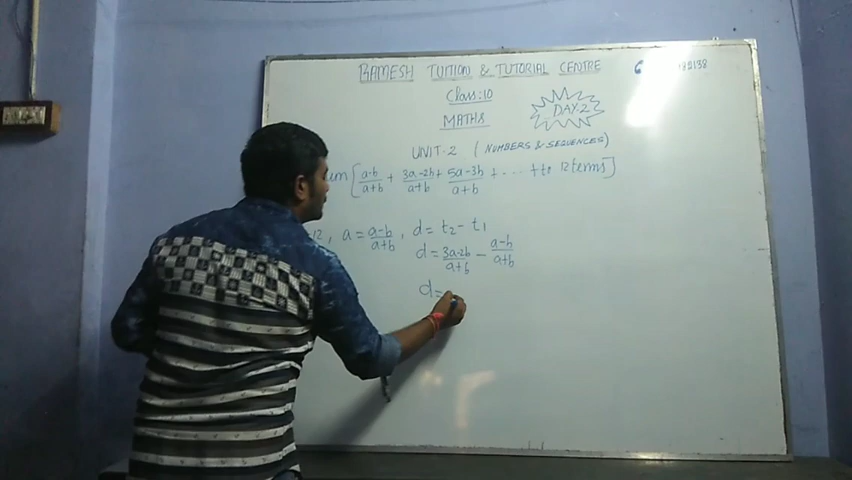 RAMESH TUITION & TUTORIAL CENTRE
Class:10
DAY-2
MATHS
UNIT-2 (NUMBERS & SEQUENCES)
[a-b/a+b + 3a-2b/a+b + 5a-3b/a+b + ... + to 12 terms]
12, a = a-b/a+b, d = t₂ - t₁
d = 3a-2b/a+b - a-b/a+b
d =